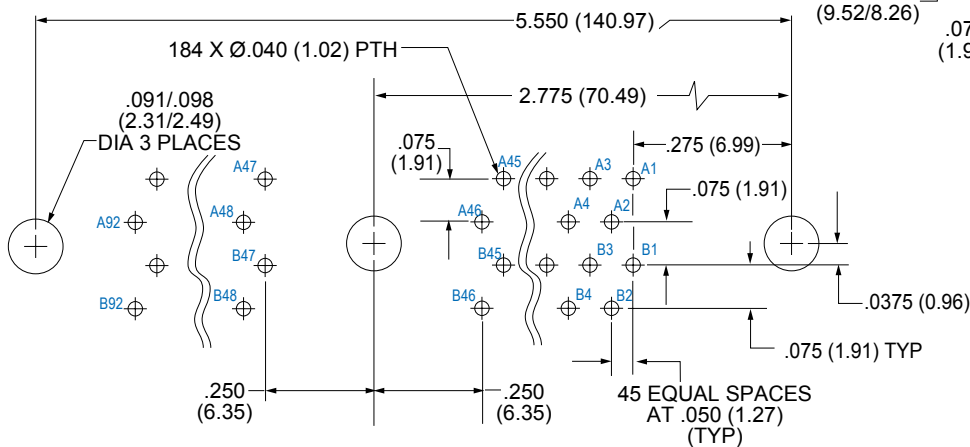 5.550 (140.97)
(9.52/8.26)
184 X Ø.040 (1.02) PTH
2.775 (70.49)
.091/.098
(2.31/2.49)
DIA 3 PLACES
.075
(1.91)
.275 (6.99)
A47
A45
A3
A1
.075 (1.91)
A92
A48
A46
A4
A2
B47
B45
B3
B1
B92
B48
B46
B4
B2
.0375 (0.96)
.075 (1.91) TYP
.250
(6.35)
.250
(6.35)
45 EQUAL SPACES
AT .050 (1.27)
(TYP)